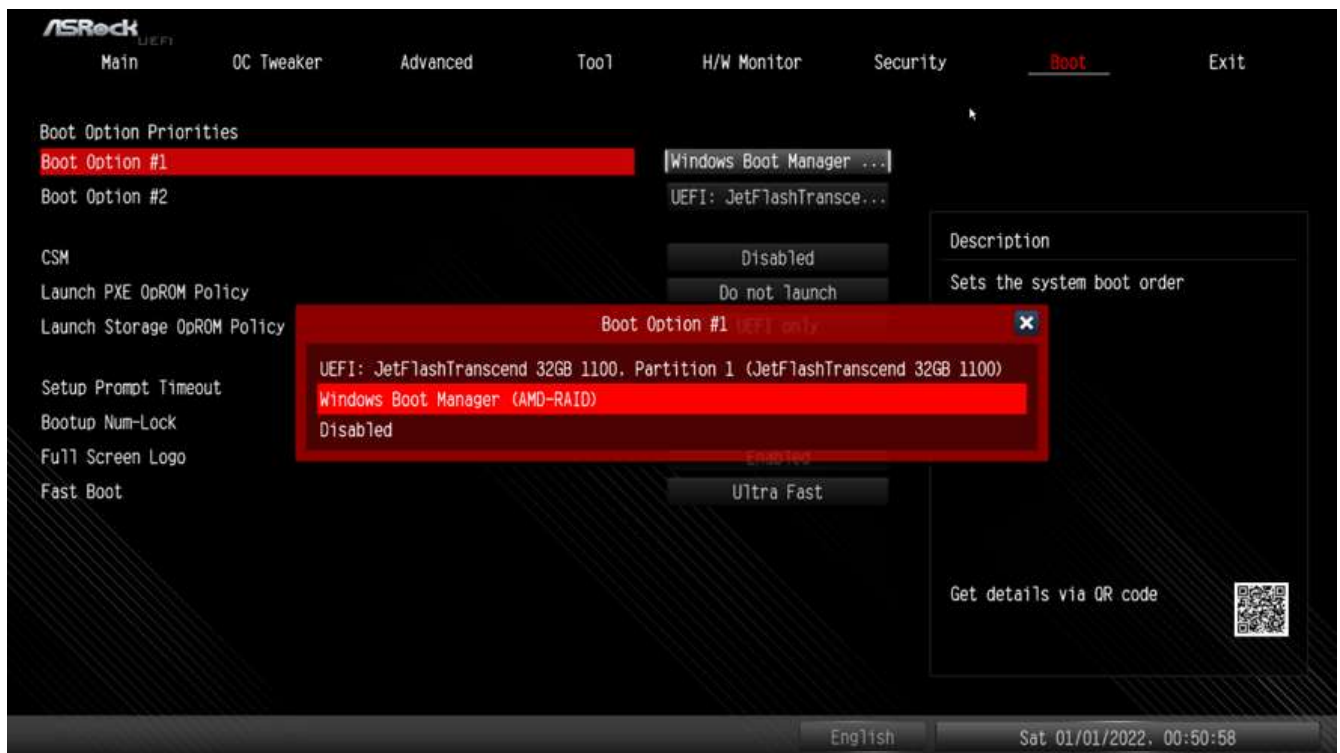 ASRock
UEFI
Main OC Tweaker Advanced Tool H/W Monitor Security Boot Exit
Boot Option Priorities
Boot Option #1 Windows Boot Manager ...
Boot Option #2 UEFI: JetFlashTransce...
CSM Disabled
Launch PXE OpROM Policy Do not launch
Launch Storage OpROM Policy UEFI only
Setup Prompt Timeout
Bootup Num-Lock
Full Screen Logo Enabled
Fast Boot Ultra Fast
Boot Option #1
UEFI: JetFlashTranscend 32GB 1100, Partition 1 (JetFlashTranscend 32GB 1100)
Windows Boot Manager (AMD-RAID)
Disabled
Description
Sets the system boot order
Get details via QR code
English Sat 01/01/2022, 00:50:58